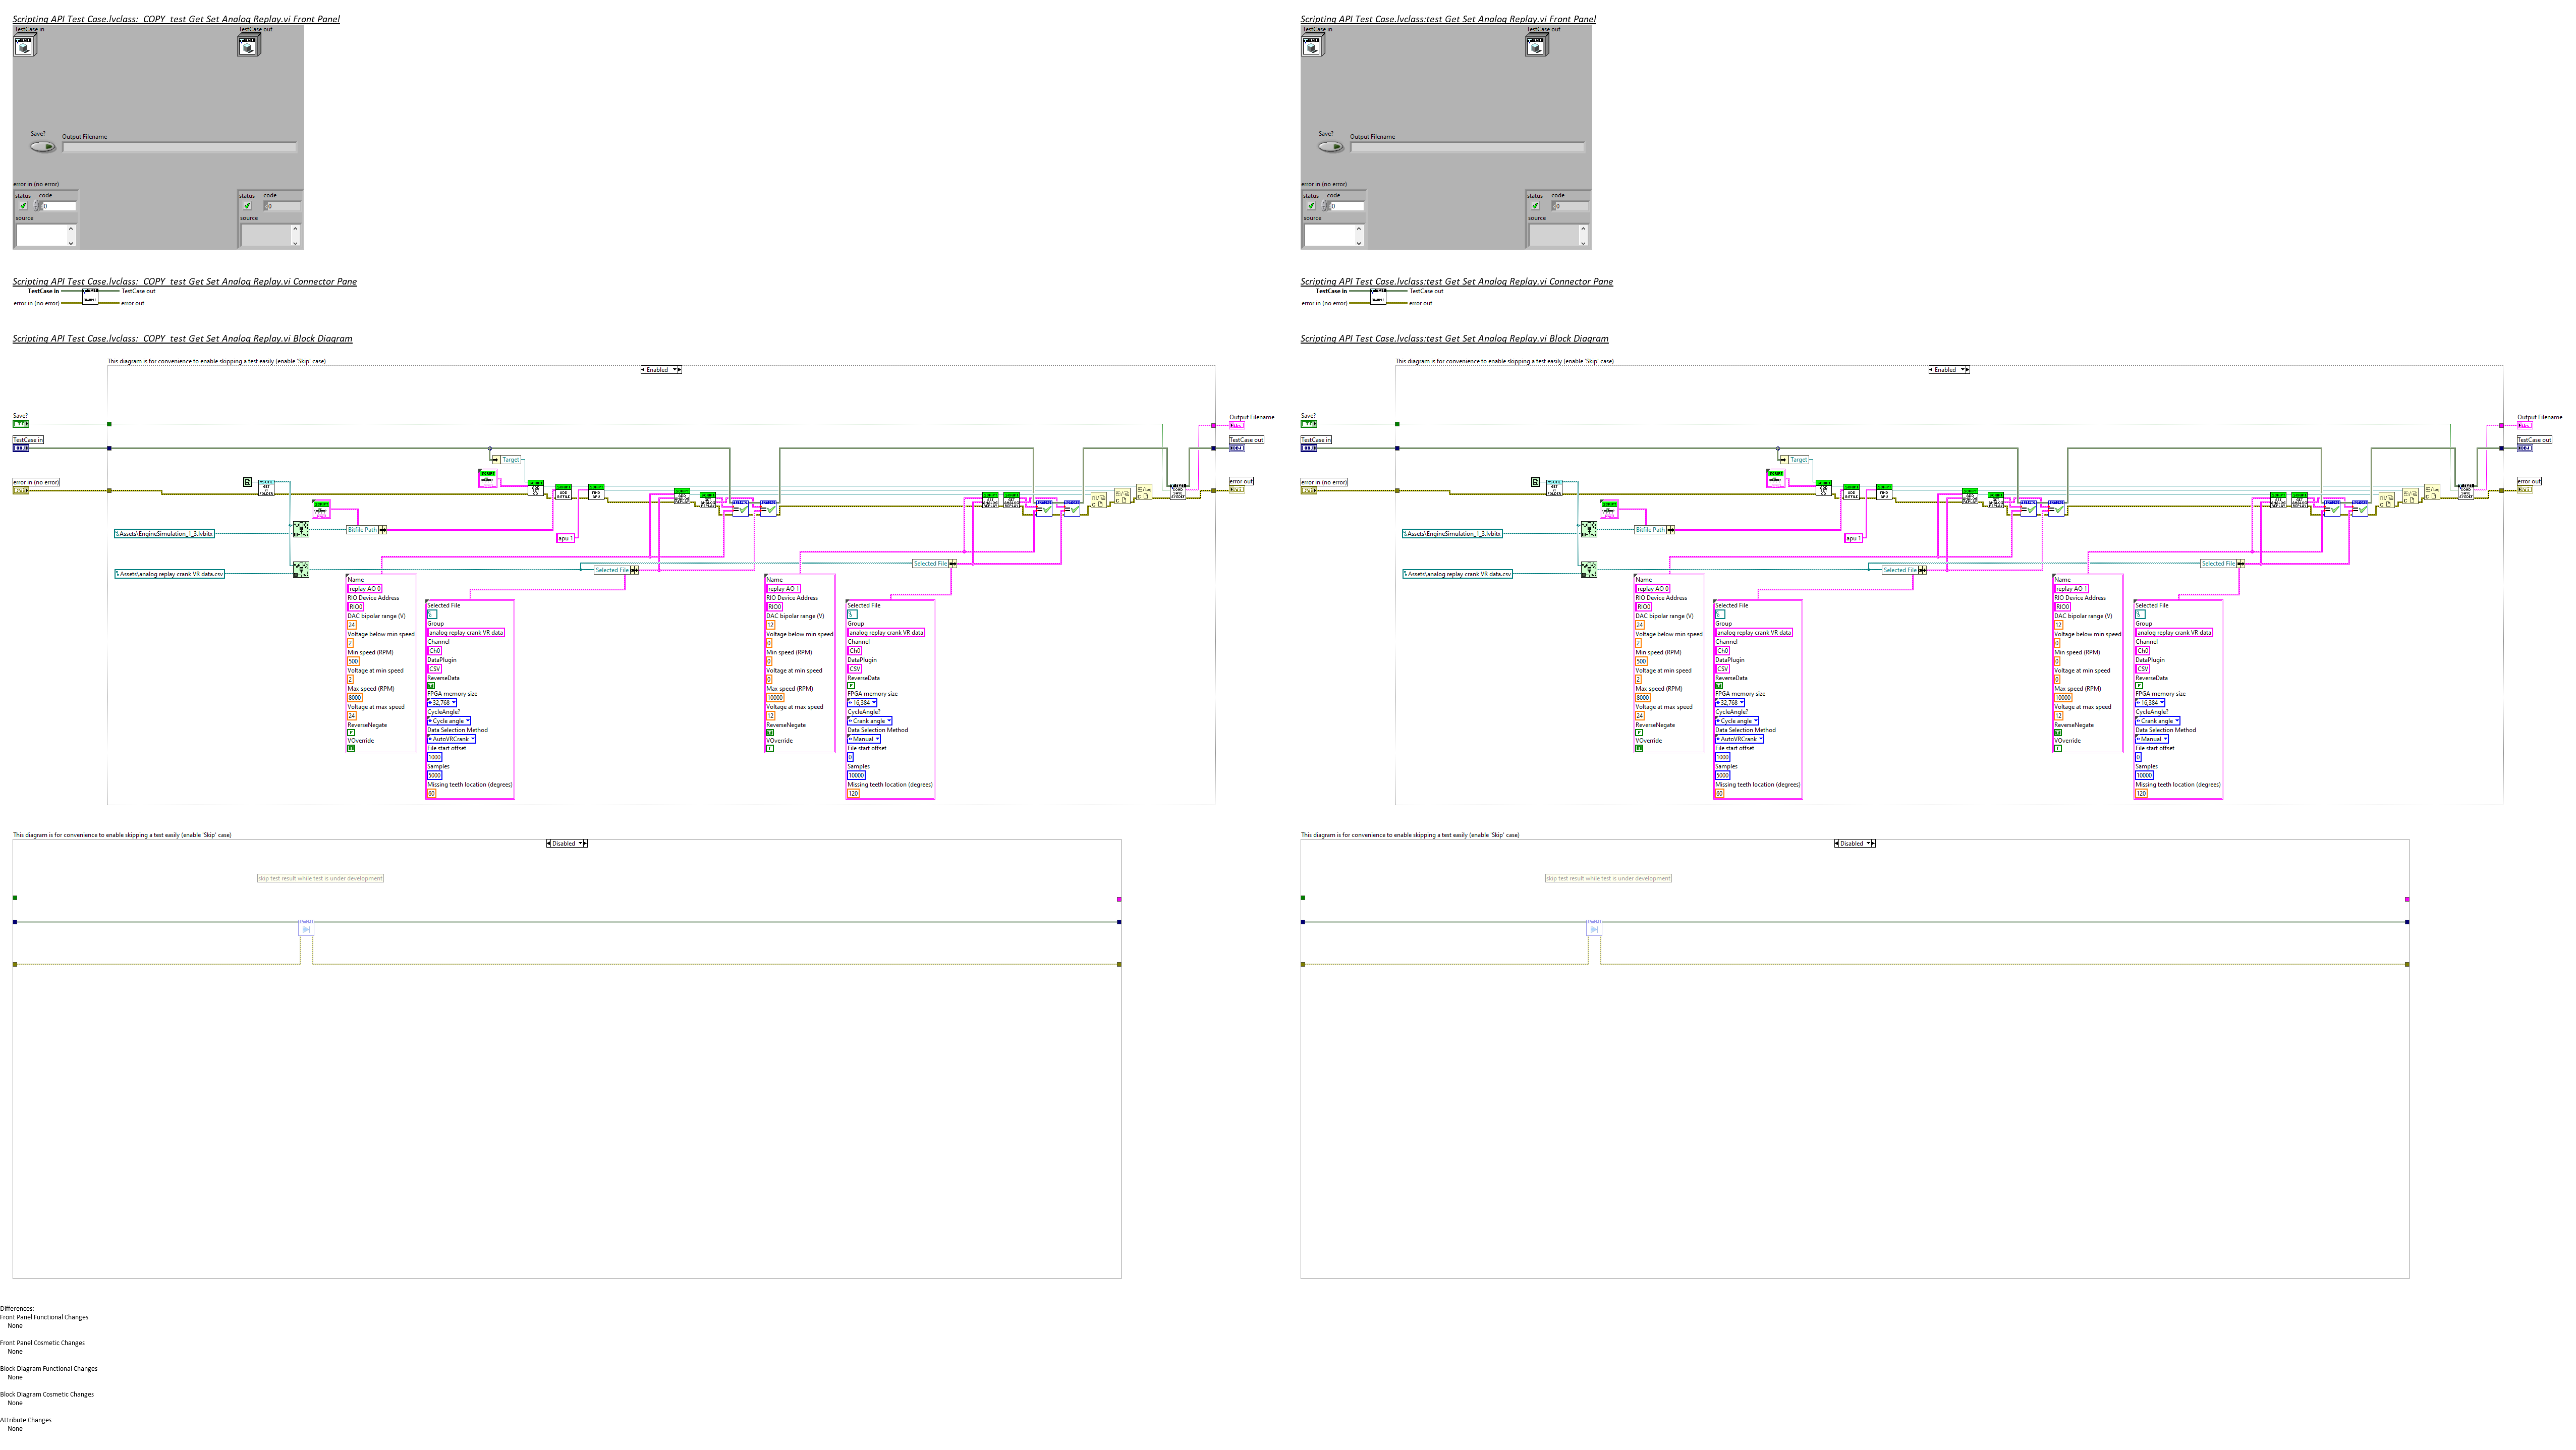 Scripting API Test Case.lvclass:_COPY_test Get Set Analog Replay.vi Front Panel
TestCase in
TestCase out
Save?
Output Filename
error in (no error)
status code
0
source
status code
0
source
Scripting API Test Case.lvclass:_COPY_test Get Set Analog Replay.vi Connector Pane
TestCase in
TestCase out
error in (no error)
error out
Scripting API Test Case.lvclass:_COPY_test Get Set Analog Replay.vi Block Diagram
This diagram is for convenience to enable skipping a test easily (enable 'Skip' case)
Enabled
Save?
Output Filename
TestCase in
TestCase out
Target
error in (no error)
error out
Bitfile Path
Assets\EngineSimulation_1_3.lvbitx
apu 1
Selected File
Selected File
Assets\analog replay crank VR data.csv
Name
replay AO 0
RIO Device Address
RIO0
DAC bipolar range (V)
24
Voltage below min speed
2
Min speed (RPM)
500
Voltage at min speed
2
Max speed (RPM)
8000
Voltage at max speed
24
ReverseNegate
F
VOverride
Selected File
Group
analog replay crank VR data
Channel
Ch0
DataPlugin
CSV
ReverseData
FPGA memory size
32,768
CycleAngle?
Cycle angle
Data Selection Method
AutoVRCrank
File start offset
1000
Samples
5000
Missing teeth location (degrees)
60
Name
replay AO 1
RIO Device Address
RIO0
DAC bipolar range (V)
12
Voltage below min speed
0
Min speed (RPM)
0
Voltage at min speed
0
Max speed (RPM)
10000
Voltage at max speed
12
ReverseNegate
VOverride
F
Selected File
Group
analog replay crank VR data
Channel
Ch0
DataPlugin
CSV
ReverseData
F
FPGA memory size
16,384
CycleAngle?
Crank angle
Data Selection Method
Manual
File start offset
0
Samples
10000
Missing teeth location (degrees)
120
This diagram is for convenience to enable skipping a test easily (enable 'Skip' case)
Disabled
skip test result while test is under development
Scripting API Test Case.lvclass:test Get Set Analog Replay.vi Front Panel
TestCase in
TestCase out
Save?
Output Filename
error in (no error)
status code
0
source
status code
0
source
Scripting API Test Case.lvclass:test Get Set Analog Replay.vi Connector Pane
TestCase in
TestCase out
error in (no error)
error out
Scripting API Test Case.lvclass:test Get Set Analog Replay.vi Block Diagram
This diagram is for convenience to enable skipping a test easily (enable 'Skip' case)
Enabled
Save?
Output Filename
TestCase in
TestCase out
Target
error in (no error)
error out
Bitfile Path
Assets\EngineSimulation_1_3.lvbitx
apu 1
Selected File
Selected File
Assets\analog replay crank VR data.csv
Name
replay AO 0
RIO Device Address
RIO0
DAC bipolar range (V)
24
Voltage below min speed
2
Min speed (RPM)
500
Voltage at min speed
2
Max speed (RPM)
8000
Voltage at max speed
24
ReverseNegate
F
VOverride
Selected File
Group
analog replay crank VR data
Channel
Ch0
DataPlugin
CSV
ReverseData
FPGA memory size
32,768
CycleAngle?
Cycle angle
Data Selection Method
AutoVRCrank
File start offset
1000
Samples
5000
Missing teeth location (degrees)
60
Name
replay AO 1
RIO Device Address
RIO0
DAC bipolar range (V)
12
Voltage below min speed
0
Min speed (RPM)
0
Voltage at min speed
0
Max speed (RPM)
10000
Voltage at max speed
12
ReverseNegate
VOverride
F
Selected File
Group
analog replay crank VR data
Channel
Ch0
DataPlugin
CSV
ReverseData
F
FPGA memory size
16,384
CycleAngle?
Crank angle
Data Selection Method
Manual
File start offset
0
Samples
10000
Missing teeth location (degrees)
120
This diagram is for convenience to enable skipping a test easily (enable 'Skip' case)
Disabled
skip test result while test is under development
Differences:
Front Panel Functional Changes
None
Front Panel Cosmetic Changes
None
Block Diagram Functional Changes
None
Block Diagram Cosmetic Changes
None
Attribute Changes
None